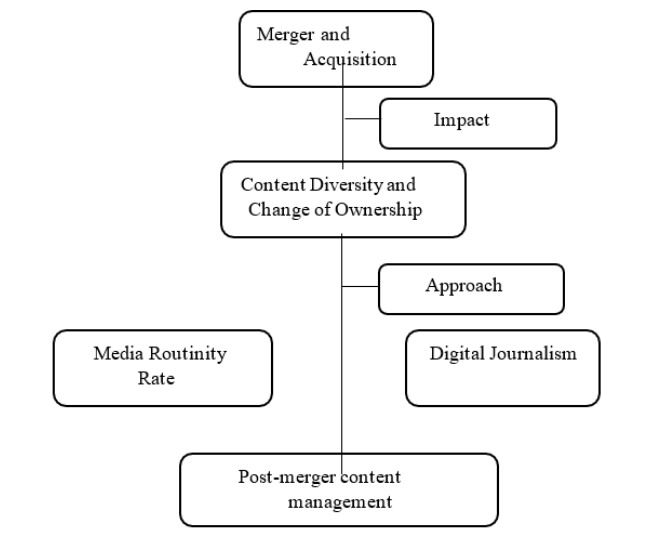 Merger and
Acquisition
Impact
Content Diversity and
Change of Ownership
Approach
Media Routinity
Rate
Digital Journalism
Post-merger content
management